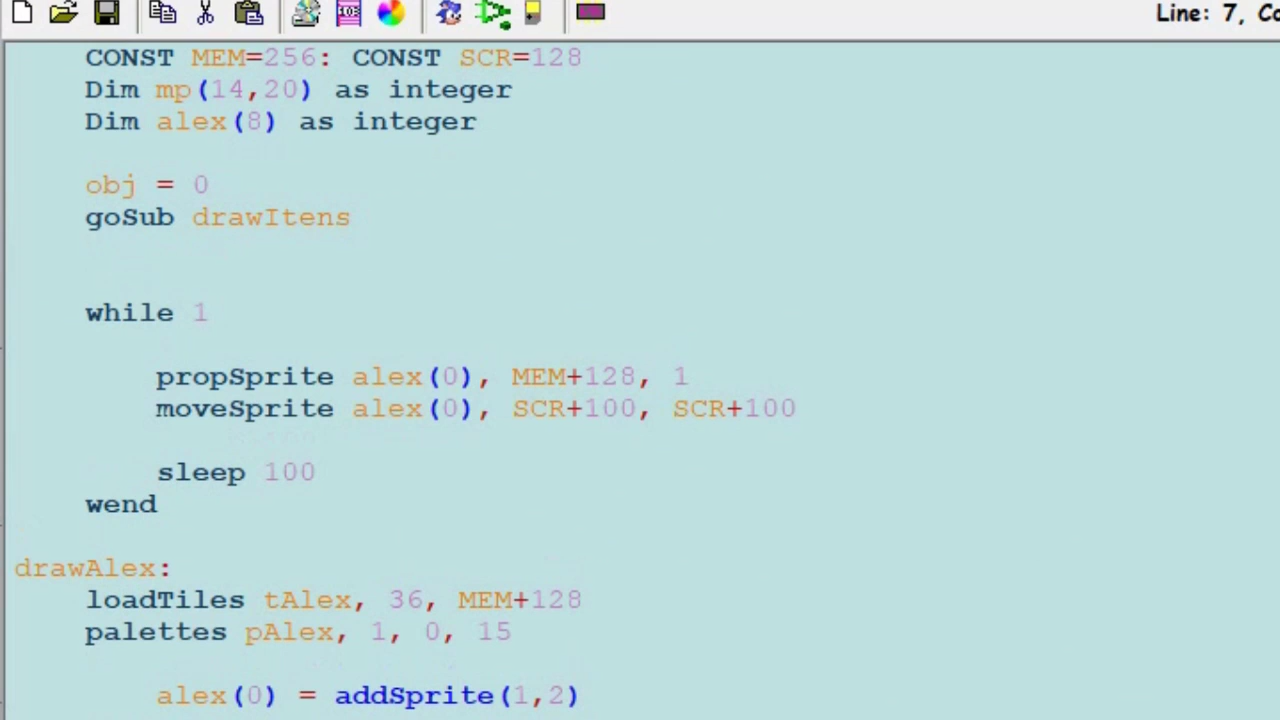 Line: 7, Co
CONST MEM=256: CONST SCR=128
Dim mp(14,20) as integer
Dim alex(8) as integer
obj = 0
goSub drawItens
while 1
propSprite alex(0), MEM+128, 1
moveSprite alex(0), SCR+100, SCR+100
sleep 100
wend
drawAlex:
loadTiles tAlex, 36, MEM+128
palettes pAlex, 1, 0, 15
alex(0) = addSprite(1,2)